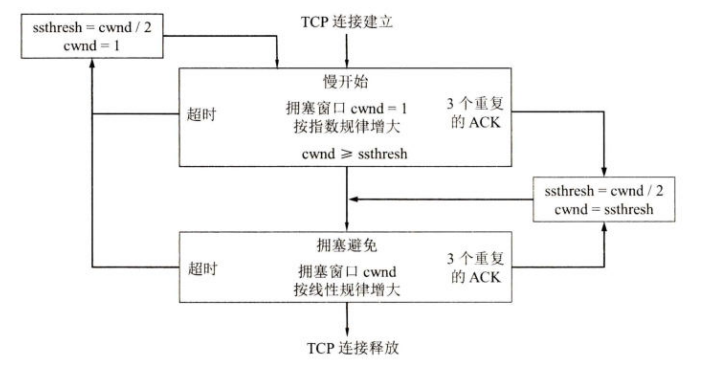 TCP 连接建立
ssthresh = cwnd / 2
cwnd = 1
慢开始
超时
拥塞窗口 cwnd = 1
按指数规律增大
3 个重复
的 ACK
cwnd ⩾ ssthresh
ssthresh = cwnd / 2
cwnd = ssthresh
拥塞避免
超时
拥塞窗口 cwnd
按线性规律增大
3 个重复
的 ACK
TCP 连接释放